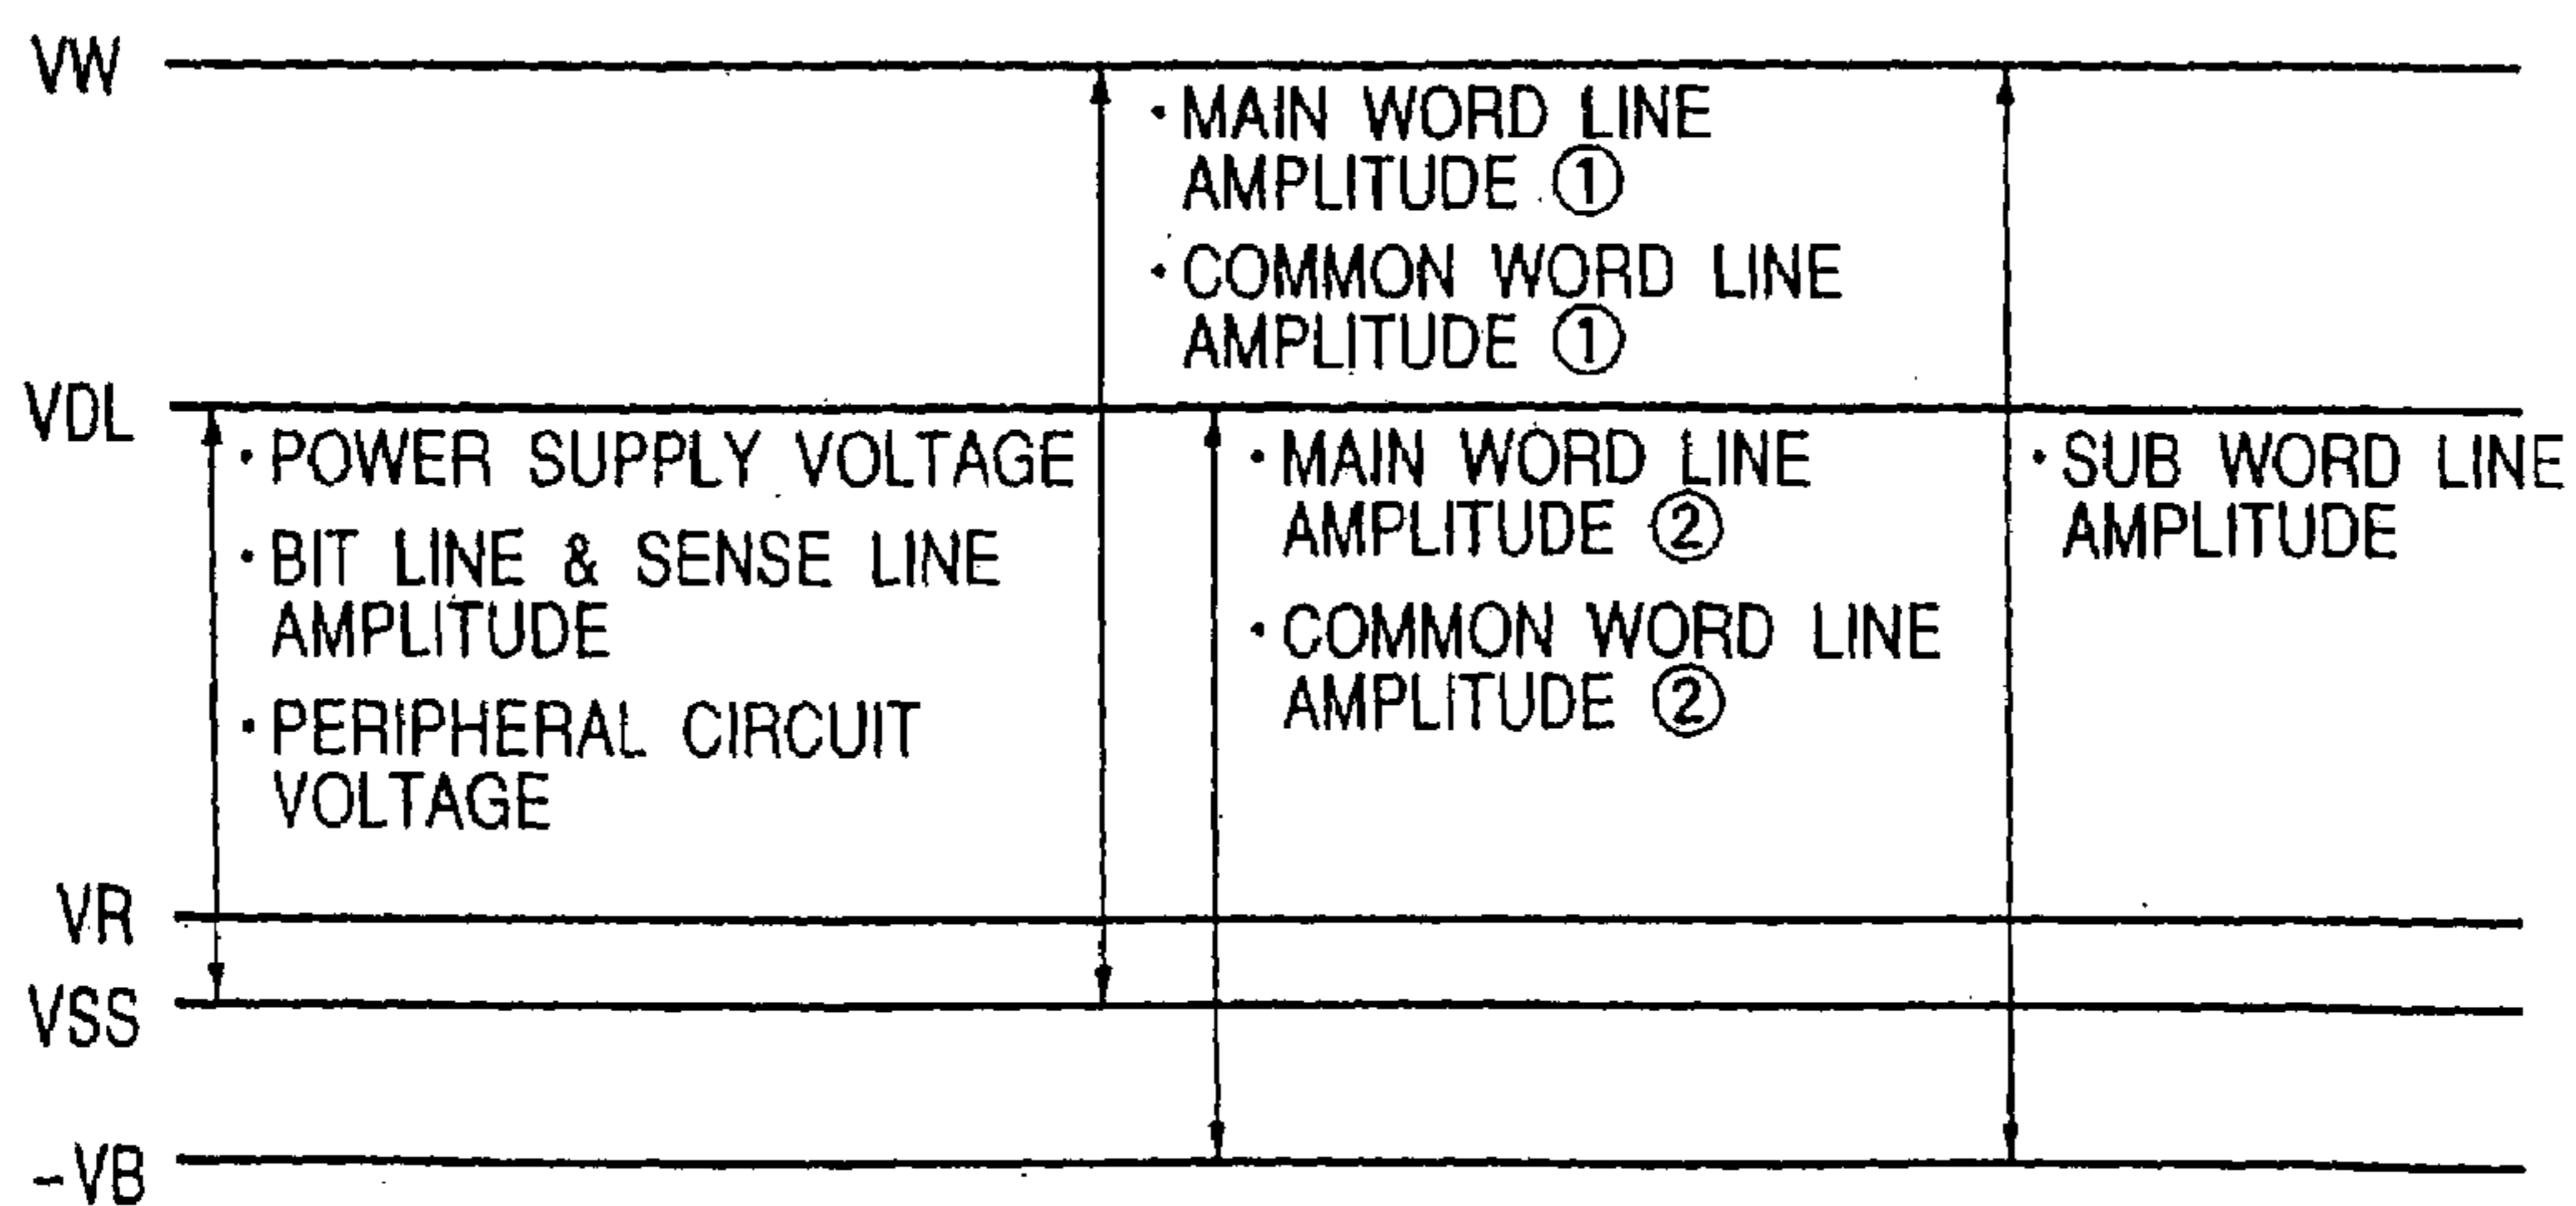 VW
· MAIN WORD LINE
AMPLITUDE ①
· COMMON WORD LINE
AMPLITUDE ①
VDL
· POWER SUPPLY VOLTAGE
· BIT LINE & SENSE LINE
AMPLITUDE
· PERIPHERAL CIRCUIT
VOLTAGE
· MAIN WORD LINE
AMPLITUDE ②
· COMMON WORD LINE
AMPLITUDE ②
· SUB WORD LINE
AMPLITUDE
VR
VSS
-VB